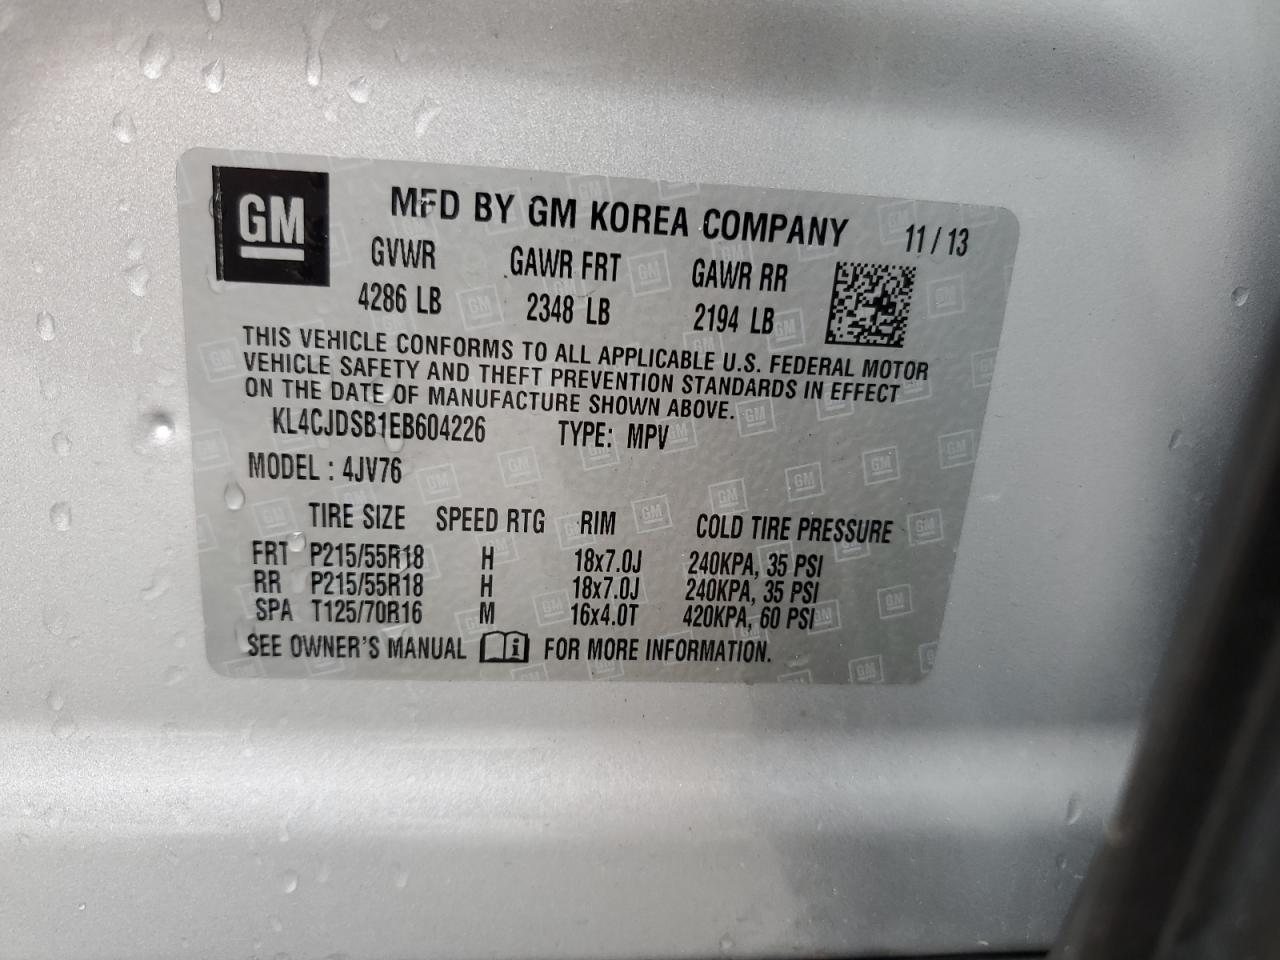 GM
MFD BY GM KOREA COMPANY 11 / 13
GVWR GAWR FRT GAWR RR
4286 LB 2348 LB 2194 LB
THIS VEHICLE CONFORMS TO ALL APPLICABLE U.S. FEDERAL MOTOR
VEHICLE SAFETY AND THEFT PREVENTION STANDARDS IN EFFECT
ON THE DATE OF MANUFACTURE SHOWN ABOVE.
KL4CJDSB1EB604226 TYPE: MPV
MODEL : 4JV76
TIRE SIZE SPEED RTG RIM COLD TIRE PRESSURE
FRT P215/55R18 H 18x7.0J 240KPA, 35 PSI
RR P215/55R18 H 18x7.0J 240KPA, 35 PSI
SPA T125/70R16 M 16x4.0T 420KPA, 60 PSI
SEE OWNER'S MANUAL FOR MORE INFORMATION.